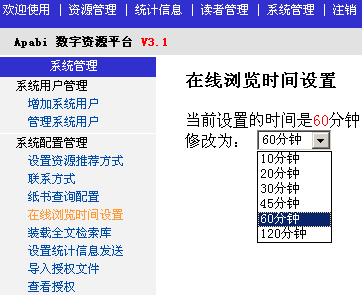 欢迎使用 | 资源管理 | 统计信息 | 读者管理 | 系统管理 | 注销
Apabi 数字资源平台 V3.1
系统管理
系统用户管理
增加系统用户
管理系统用户
系统配置管理
设置资源推荐方式
联系方式
纸书查询配置
在线浏览时间设置
装载全文检索库
设置统计信息发送
导入授权文件
查看授权
在线浏览时间设置
当前设置的时间是60分钟
修改为： 60分钟
10分钟
20分钟
30分钟
45分钟
60分钟
120分钟